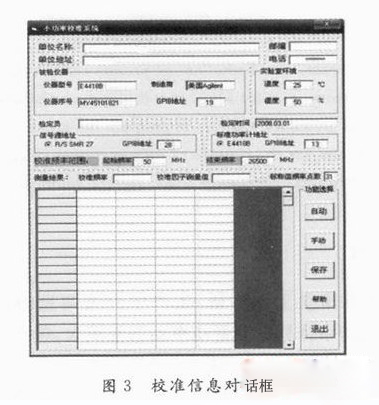 小功率校准系统
单位名称 邮编
单位地址 电话
被检仪器 实验室环境
仪器型号 E4418B 制造商 美国Agilent 温度 25 ℃
仪器序号 MY45101821 GPIB地址 19 湿度 50 %
检定员 检定时间 2008.03.01
信号源地址 标准功率计地址
R/S SMR 27 GPIB地址 28 E4418B GPIB地址 13
校准频率范围: 起始频率 50 MHz 结束频率 26500 MHz
测量结果: 校准频率 校准因子测量值 频率点数 31
功能选择
自动
手动
保存
帮助
退出
图 3 校准信息对话框